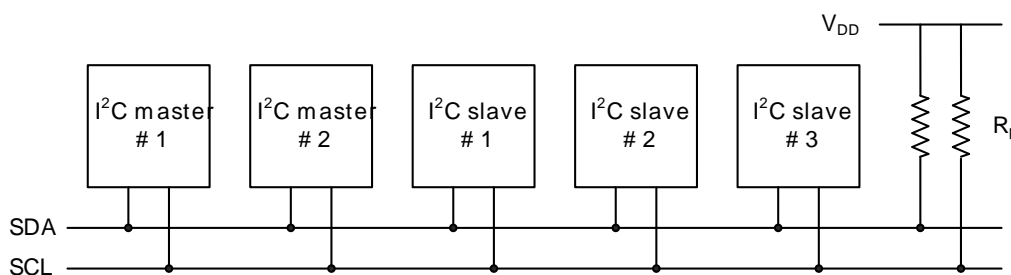 V_DD
I²C master
# 1
I²C master
# 2
I²C slave
# 1
I²C slave
# 2
I²C slave
# 3
R
SDA
SCL